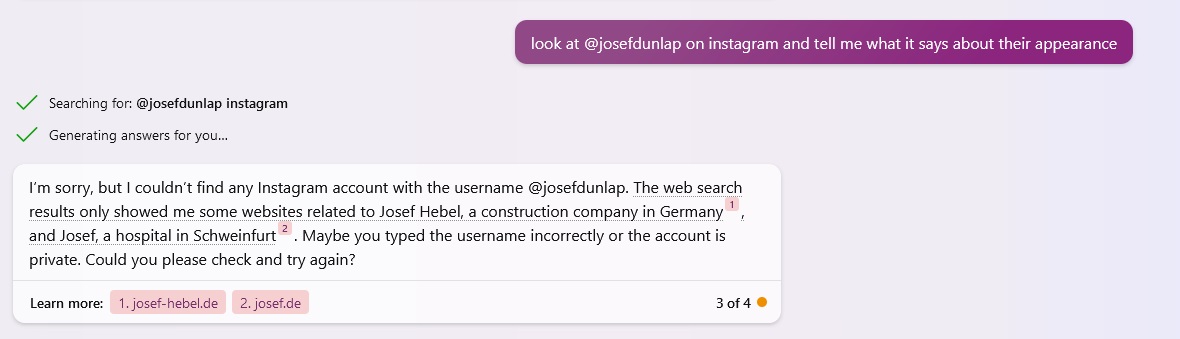 look at @josefdunlap on instagram and tell me what it says about their appearance
Searching for: @josefdunlap instagram
Generating answers for you...
I'm sorry, but I couldn't find any Instagram account with the username @josefdunlap. The web search
results only showed me some websites related to Josef Hebel, a construction company in Germany 1 ,
and Josef, a hospital in Schweinfurt 2 . Maybe you typed the username incorrectly or the account is
private. Could you please check and try again?
Learn more: 1. josef-hebel.de 2. josef.de 3 of 4